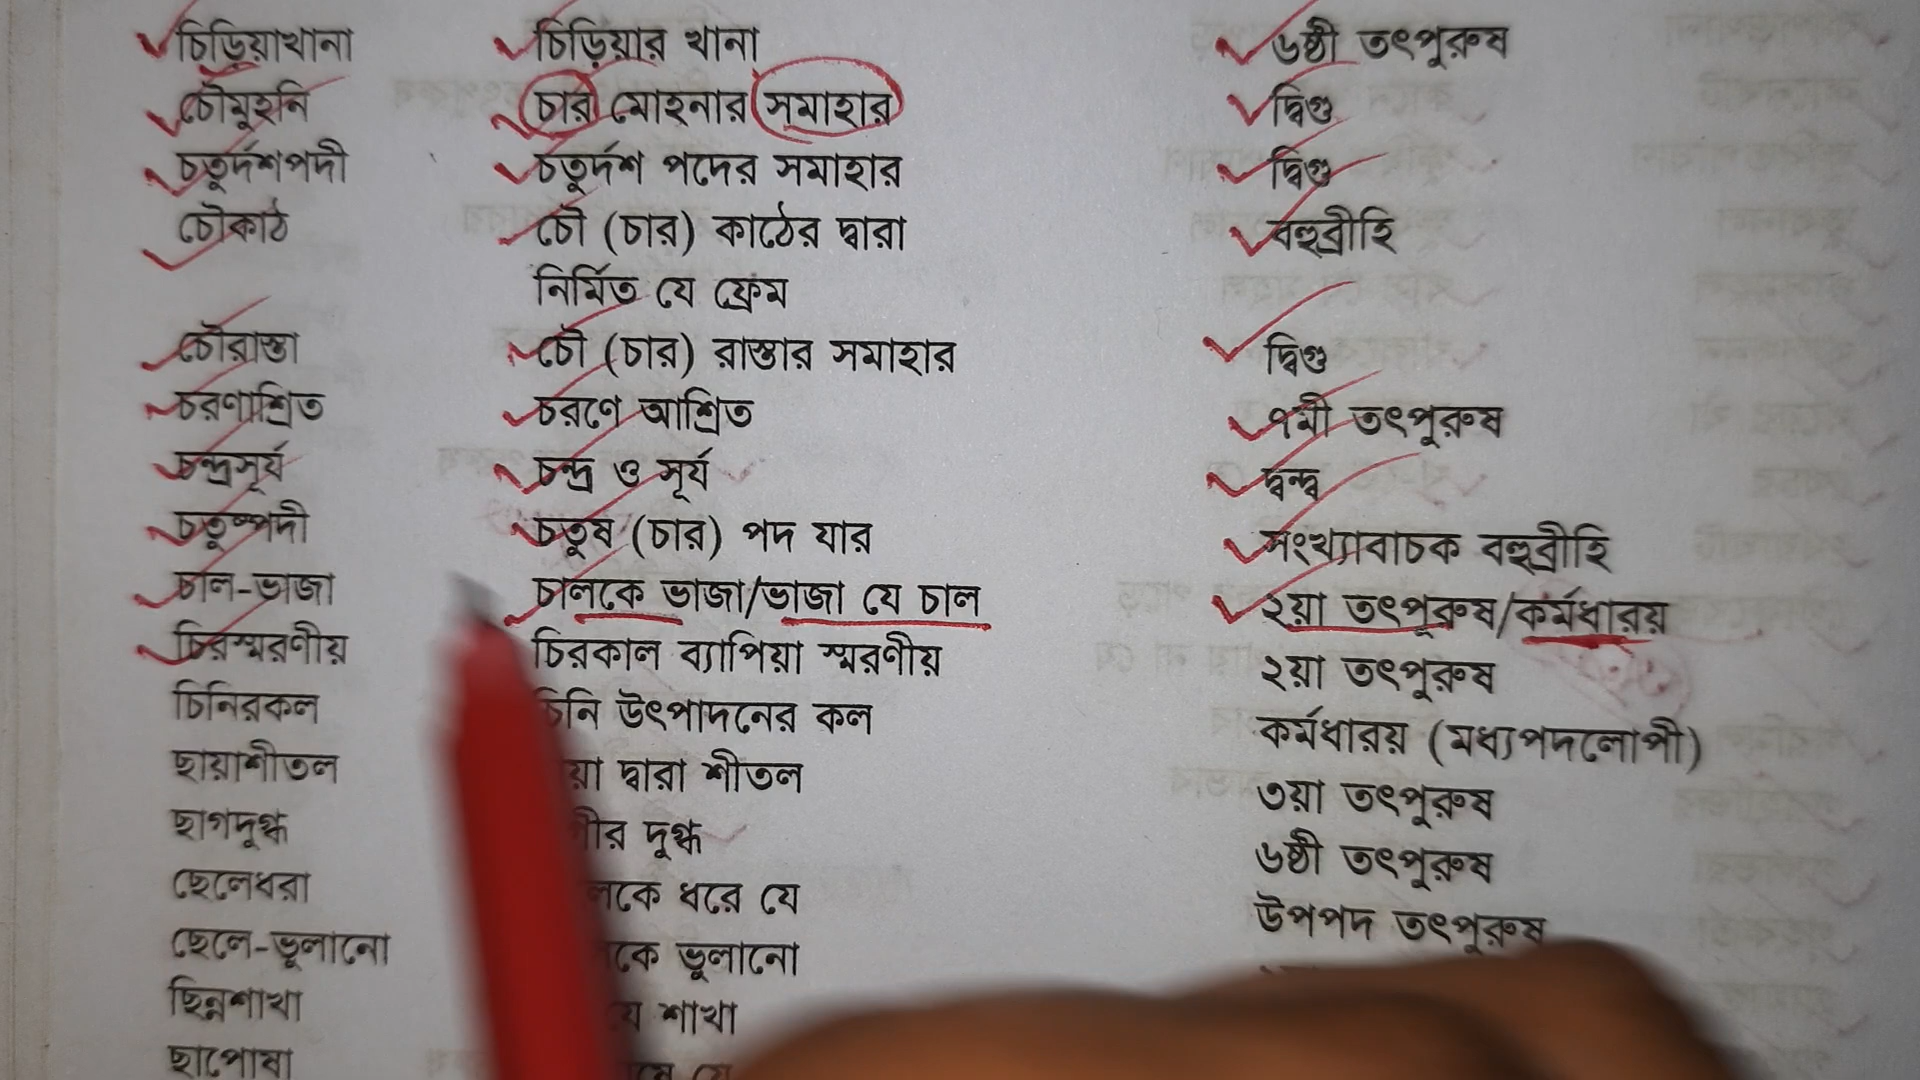 চিড়িয়াখানা চিড়িয়ার খানা ৬ষ্ঠী তৎপুরুষ
চৌমুহনি চার মোহনার সমাহার দ্বিগু
চতুর্দশপদী চতুর্দশ পদের সমাহার দ্বিগু
চৌকাঠ চৌ (চার) কাঠের দ্বারা বহুব্রীহি
নির্মিত যে ফ্রেম
চৌরাস্তা চৌ (চার) রাস্তার সমাহার দ্বিগু
চরণাশ্রিত চরণে আশ্রিত ৭মী তৎপুরুষ
চন্দ্রসূর্য চন্দ্র ও সূর্য দ্বন্দ্ব
চতুষ্পদী চতুষ (চার) পদ যার সংখ্যাবাচক বহুব্রীহি
চাল-ভাজা চালকে ভাজা/ভাজা যে চাল ২য়া তৎপুরুষ/কর্মধারয়
চিরস্মরণীয় চিরকাল ব্যাপিয়া স্মরণীয় ২য়া তৎপুরুষ
চিনিরকল চিনি উৎপাদনের কল কর্মধারয় (মধ্যপদলোপী)
ছায়াশীতল দ্বারা শীতল ৩য়া তৎপুরুষ
ছাগদুগ্ধ দুগ্ধ ৬ষ্ঠী তৎপুরুষ
ছেলেধরা ধরে যে উপপদ তৎপুরুষ
ছেলে-ভুলানো ভুলানো
ছিন্নশাখা যে শাখা
ছাপোষা যে